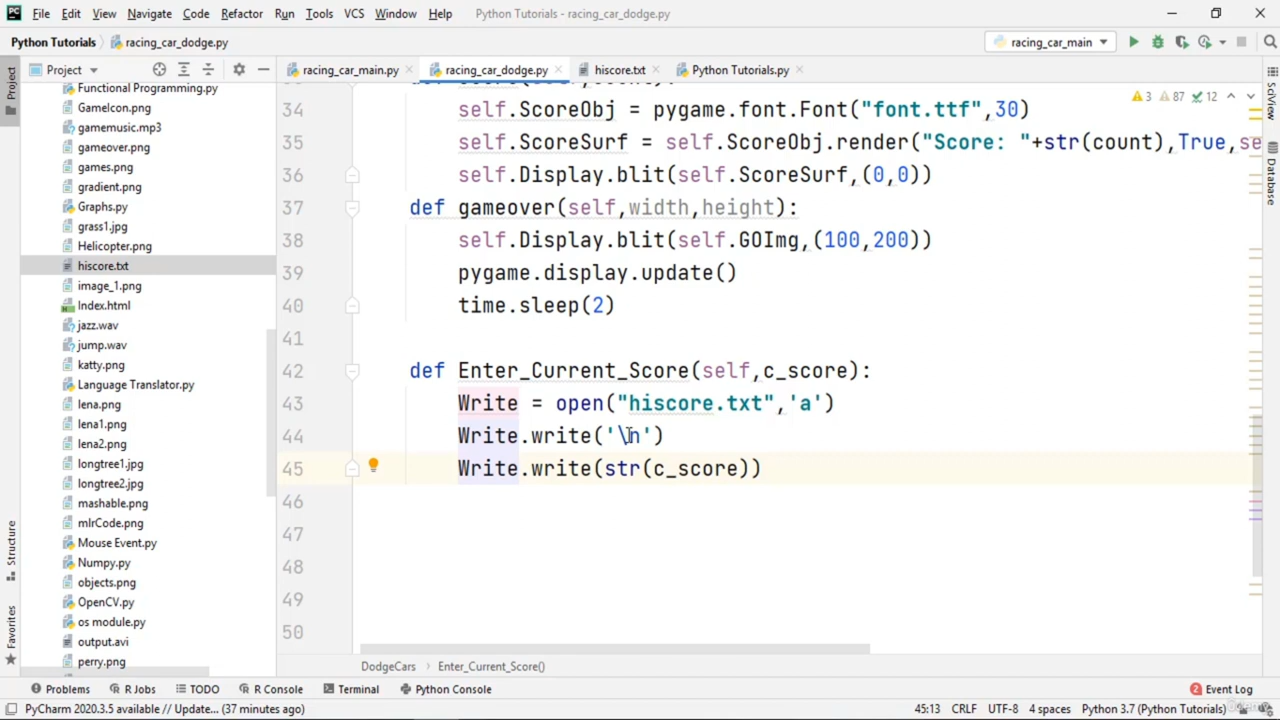 PC File Edit View Navigate Code Refactor Run Tools VCS Window Help Python Tutorials - racing_car_dodge.py
Python Tutorials racing_car_dodge.py racing_car_main
Project racing_car_main.py racing_car_dodge.py hiscore.txt Python Tutorials.py
Project
Functional Programming.py
GameIcon.png
gamemusic.mp3
gameover.png
games.png
gradient.png
Graphs.py
grass1.jpg
Helicopter.png
hiscore.txt
image_1.png
Index.html
jazz.wav
jump.wav
katty.png
Language Translator.py
lena.png
lena1.png
lena2.png
longtree1.jpg
longtree2.jpg
mashable.png
mlrCode.png
Mouse Event.py
Numpy.py
objects.png
OpenCV.py
os module.py
output.avi
perry.png
Structure
Favorites
3 87 12
34 self.ScoreObj = pygame.font.Font("font.ttf",30)
35 self.ScoreSurf = self.ScoreObj.render("Score: "+str(count),True,se
36 self.Display.blit(self.ScoreSurf,(0,0))
37 def gameover(self,width,height):
38 self.Display.blit(self.GOImg,(100,200))
39 pygame.display.update()
40 time.sleep(2)
41
42 def Enter_Current_Score(self,c_score):
43 Write = open("hiscore.txt",'a')
44 Write.write('\n')
45 Write.write(str(c_score))
46
47
48
49
50
SciView
Database
DodgeCars Enter_Current_Score()
Problems R Jobs TODO R Console Terminal Python Console 2 Event Log
PyCharm 2020.3.5 available // Update... (37 minutes ago) 45:13 CRLF UTF-8 4 spaces Python 3.7 (Python Tutorials)